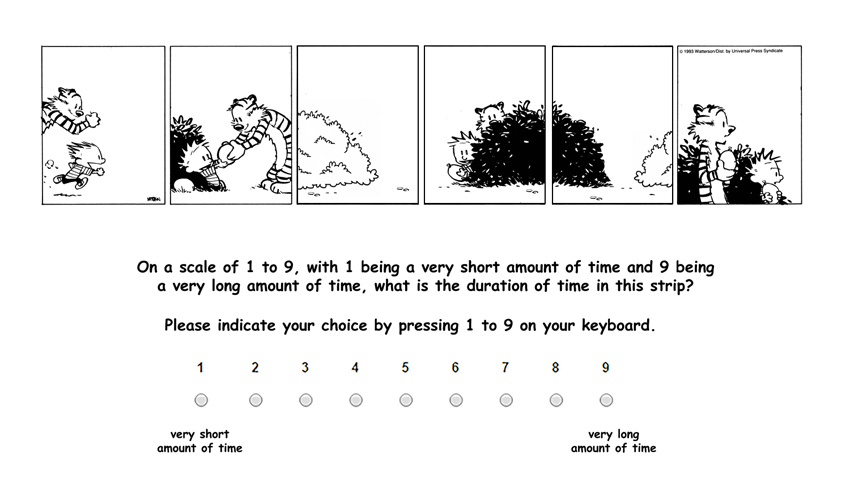 © 1993 Watterson/Dist. by Universal Press Syndicate
On a scale of 1 to 9, with 1 being a very short amount of time and 9 being
a very long amount of time, what is the duration of time in this strip?
Please indicate your choice by pressing 1 to 9 on your keyboard.
1 2 3 4 5 6 7 8 9
very short
amount of time
very long
amount of time